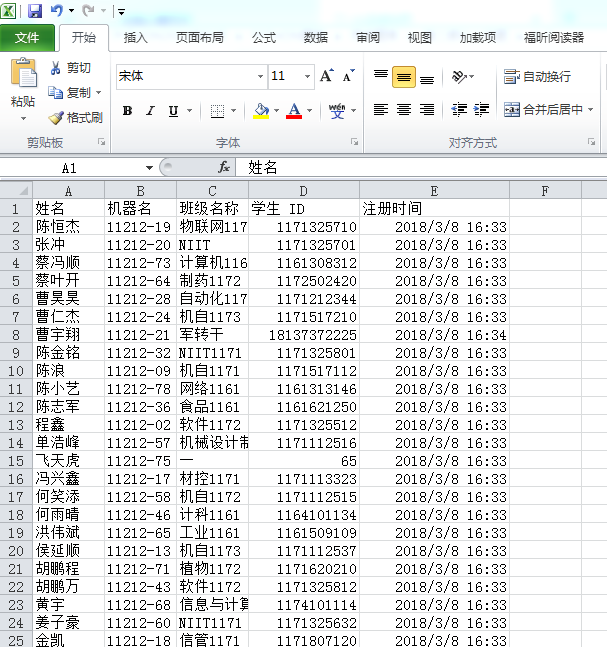 文件 开始 插入 页面布局 公式 数据 审阅 视图 加载项 福昕阅读器
剪切
宋体 11 A A 自动换行
粘贴 复制
格式刷 B I U A wén 文 合并后居中
剪贴板 字体 对齐方式
A1 fx 姓名
A B C D E F
1 姓名 机器名 班级名称 学生 ID 注册时间
2 陈恒杰 11212-19 物联网117 1171325710 2018/3/8 16:33
3 张冲 11212-20 NIIT 1171325701 2018/3/8 16:33
4 蔡冯顺 11212-73 计算机116 1161308312 2018/3/8 16:33
5 蔡叶开 11212-64 制药1172 1172502420 2018/3/8 16:33
6 曹昊昊 11212-28 自动化117 1171212344 2018/3/8 16:33
7 曹仁杰 11212-24 机自1173 1171517210 2018/3/8 16:33
8 曹宇翔 11212-21 军转干 18137372225 2018/3/8 16:34
9 陈金铭 11212-32 NIIT1171 1171325801 2018/3/8 16:33
10 陈浪 11212-09 机自1171 1171517112 2018/3/8 16:33
11 陈小艺 11212-78 网络1161 1161313146 2018/3/8 16:33
12 陈志军 11212-36 食品1161 1161621250 2018/3/8 16:33
13 程鑫 11212-02 软件1172 1171325512 2018/3/8 16:33
14 单浩峰 11212-57 机械设计制 1171112516 2018/3/8 16:33
15 飞天虎 11212-75 一 65 2018/3/8 16:33
16 冯兴鑫 11212-17 材控1171 1171113323 2018/3/8 16:33
17 何笑添 11212-58 机自1172 1171112515 2018/3/8 16:33
18 何雨晴 11212-46 计科1161 1164101134 2018/3/8 16:33
19 洪伟斌 11212-65 工业1161 1161509109 2018/3/8 16:33
20 侯延顺 11212-13 机自1173 1171112537 2018/3/8 16:33
21 胡鹏程 11212-71 植物1172 1171620210 2018/3/8 16:33
22 胡鹏万 11212-43 软件1172 1171325812 2018/3/8 16:33
23 黄宇 11212-68 信息与计算 1174101114 2018/3/8 16:33
24 姜子豪 11212-60 NIIT1171 1171325632 2018/3/8 16:33
25 金凯 11212-18 信管1171 1171807120 2018/3/8 16:33